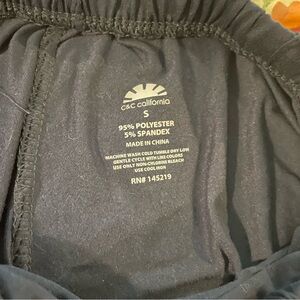 c&c california
S
95% POLYESTER
5% SPANDEX
MADE IN CHINA
MACHINE WASH COLD TUMBLE DRY LOW
GENTLE CYCLE WITH LIKE COLORS
USE ONLY NON-CHLORINE BLEACH
USE COOL IRON
RN# 145219